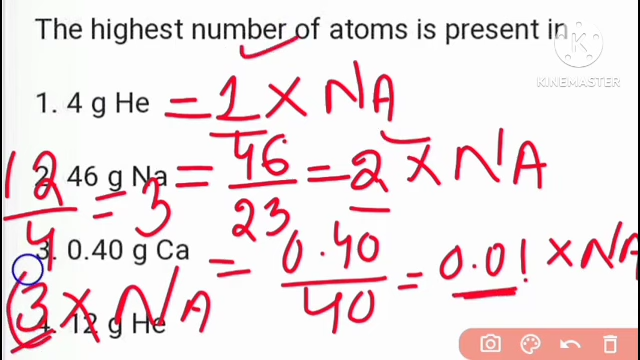 The highest number of atoms is present in
KINEMASTER
1. 4 g He = 1 × NA
2. 46 g Na = 46/23 = 2 × NA
12/4 = 3
3. 0.40 g Ca = 0.40/40 = 0.01 × NA
3 × NA
4. 12 g He